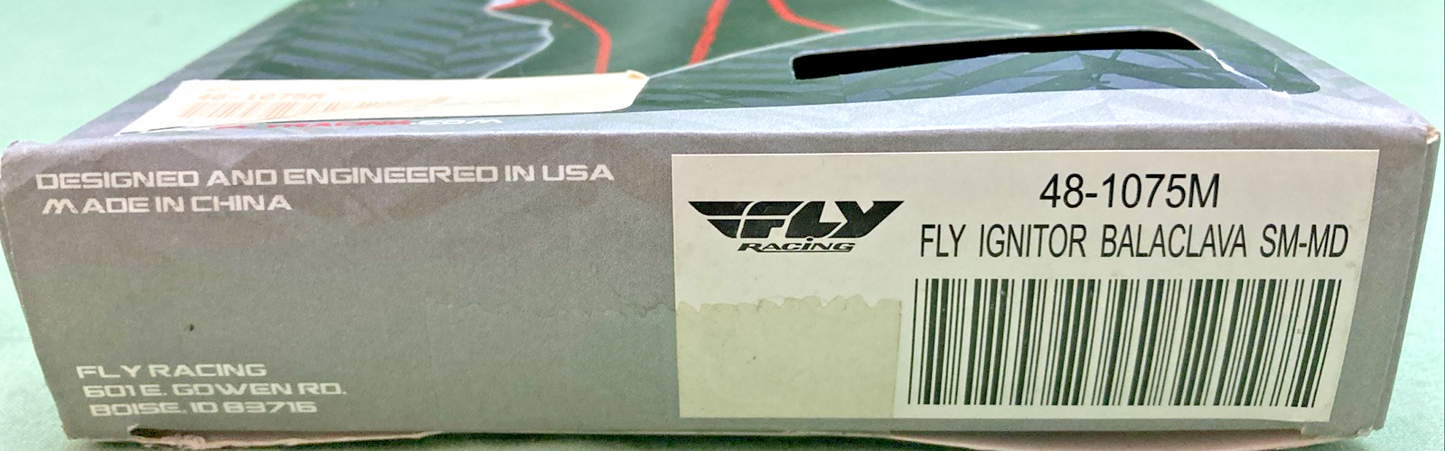 DESIGNED AND ENGINEERED IN USA
MADE IN CHINA
FLY RACING
601 E. GOWEN RD.
BOISE, ID 83716
FLY
RACING
48-1075M
FLY IGNITOR BALACLAVA SM-MD